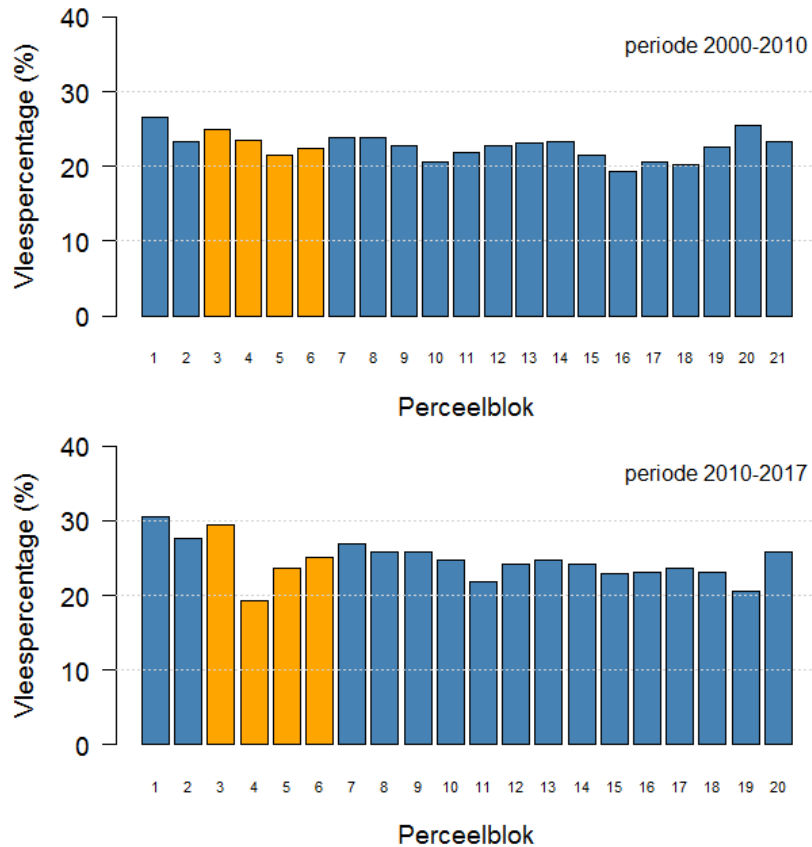 periode 2000-2010
Vleespercentage (%)
40
30
20
10
0
1 2 3 4 5 6 7 8 9 10 11 12 13 14 15 16 17 18 19 20 21
Perceelblok
periode 2010-2017
Vleespercentage (%)
40
30
20
10
0
1 2 3 4 5 6 7 8 9 10 11 12 13 14 15 16 17 18 19 20
Perceelblok